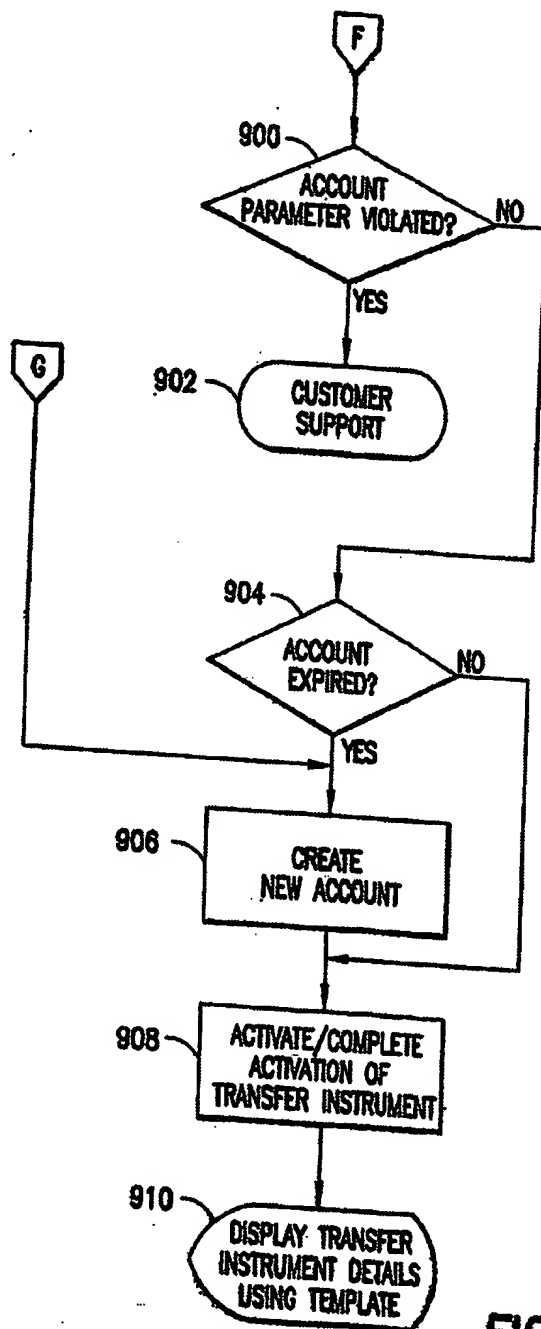 F
900
ACCOUNT
PARAMETER VIOLATED?
NO
YES
G
902
CUSTOMER
SUPPORT
904
ACCOUNT
EXPIRED?
NO
YES
906
CREATE
NEW ACCOUNT
908
ACTIVATE/COMPLETE
ACTIVATION OF
TRANSFER INSTRUMENT
910
DISPLAY TRANSFER
INSTRUMENT DETAILS
USING TEMPLATE